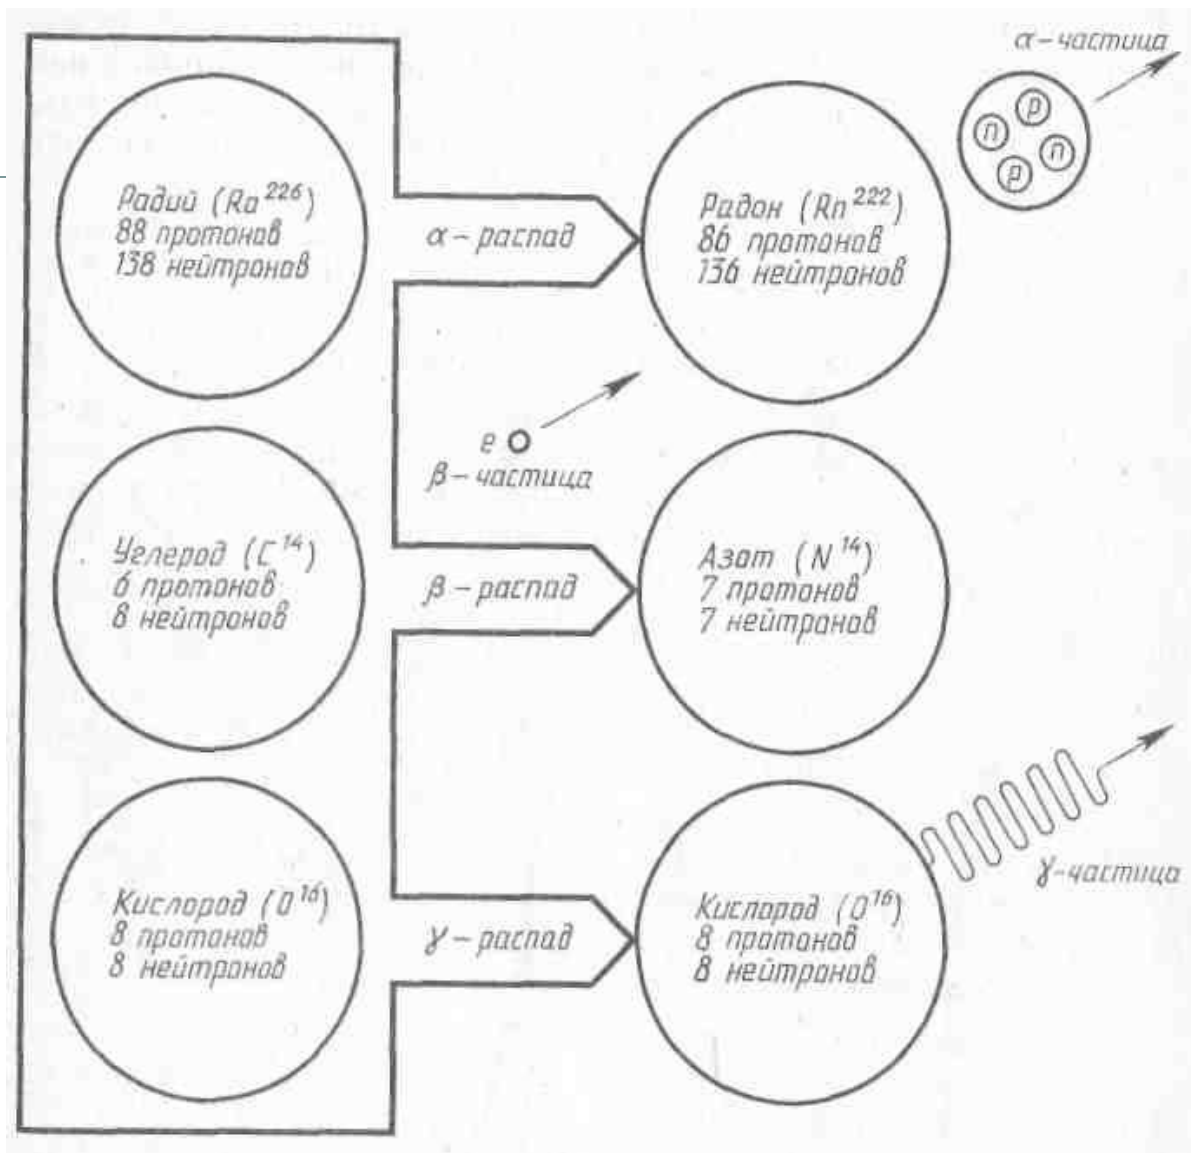 α-частица
р
п
п
р
Радий (Ra²²⁶)
88 протонов
138 нейтронов
α-распад
Радон (Rn²²²)
86 протонов
136 нейтронов
е
β-частица
Углерод (C¹⁴)
6 протонов
8 нейтронов
β-распад
Азот (N¹⁴)
7 протонов
7 нейтронов
Кислород (O¹⁶)
8 протонов
8 нейтронов
γ-распад
Кислород (O¹⁶)
8 протонов
8 нейтронов
γ-частица